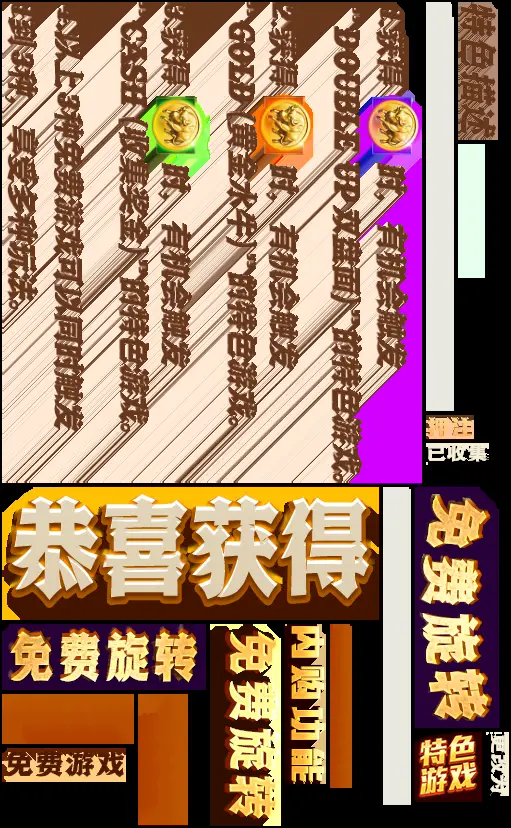 获得 时，有机会触发
“DOUBLE UP（双盘面）”的特色游戏。
获得 时，有机会触发
“GOLD（黄金水牛）”的特色游戏。
获得 时，有机会触发
“CASH（收集奖金）”的特色游戏。
以上3种免费游戏可以同时触发
到3种，享受多种玩法。
特色描述
已收集
恭喜获得
免费旋转
免费旋转
免费旋转
内购功能
免费游戏
特色
游戏
更改为